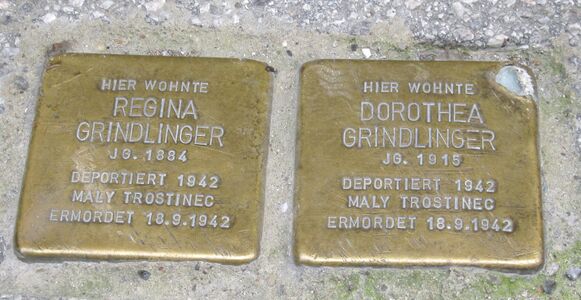 HIER WOHNTE
REGINA
GRINDLINGER
JG. 1884
DEPORTIERT 1942
MALY TROSTINEC
ERMORDET 18.9.1942
HIER WOHNTE
DOROTHEA
GRINDLINGER
JG. 1915
DEPORTIERT 1942
MALY TROSTINEC
ERMORDET 18.9.1942